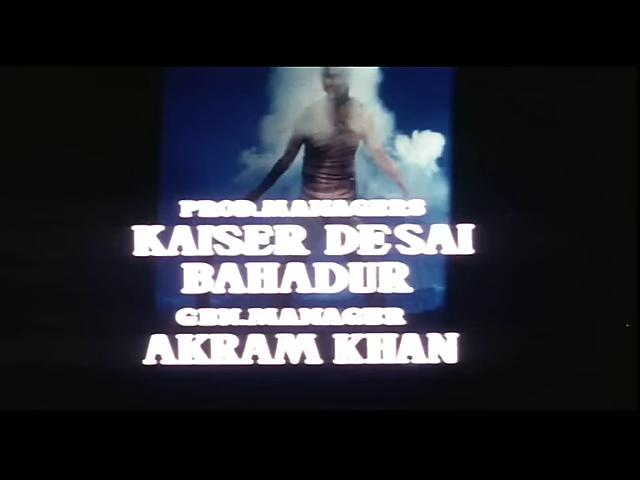 PROD.MANAGERS
KAISER DESAI
BAHADUR
GEN.MANAGER
AKRAM KHAN